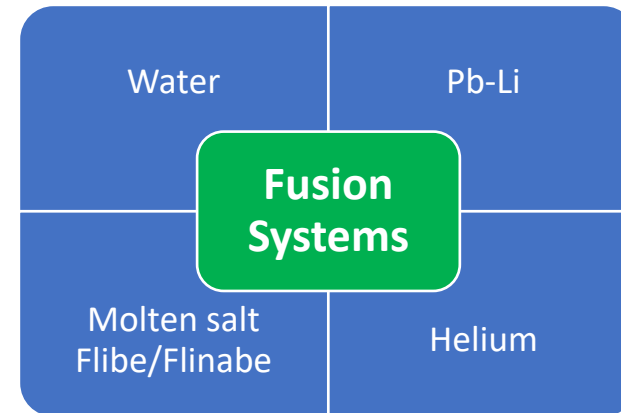 Water
Pb-Li
Fusion
Systems
Molten salt
Flibe/Flinabe
Helium